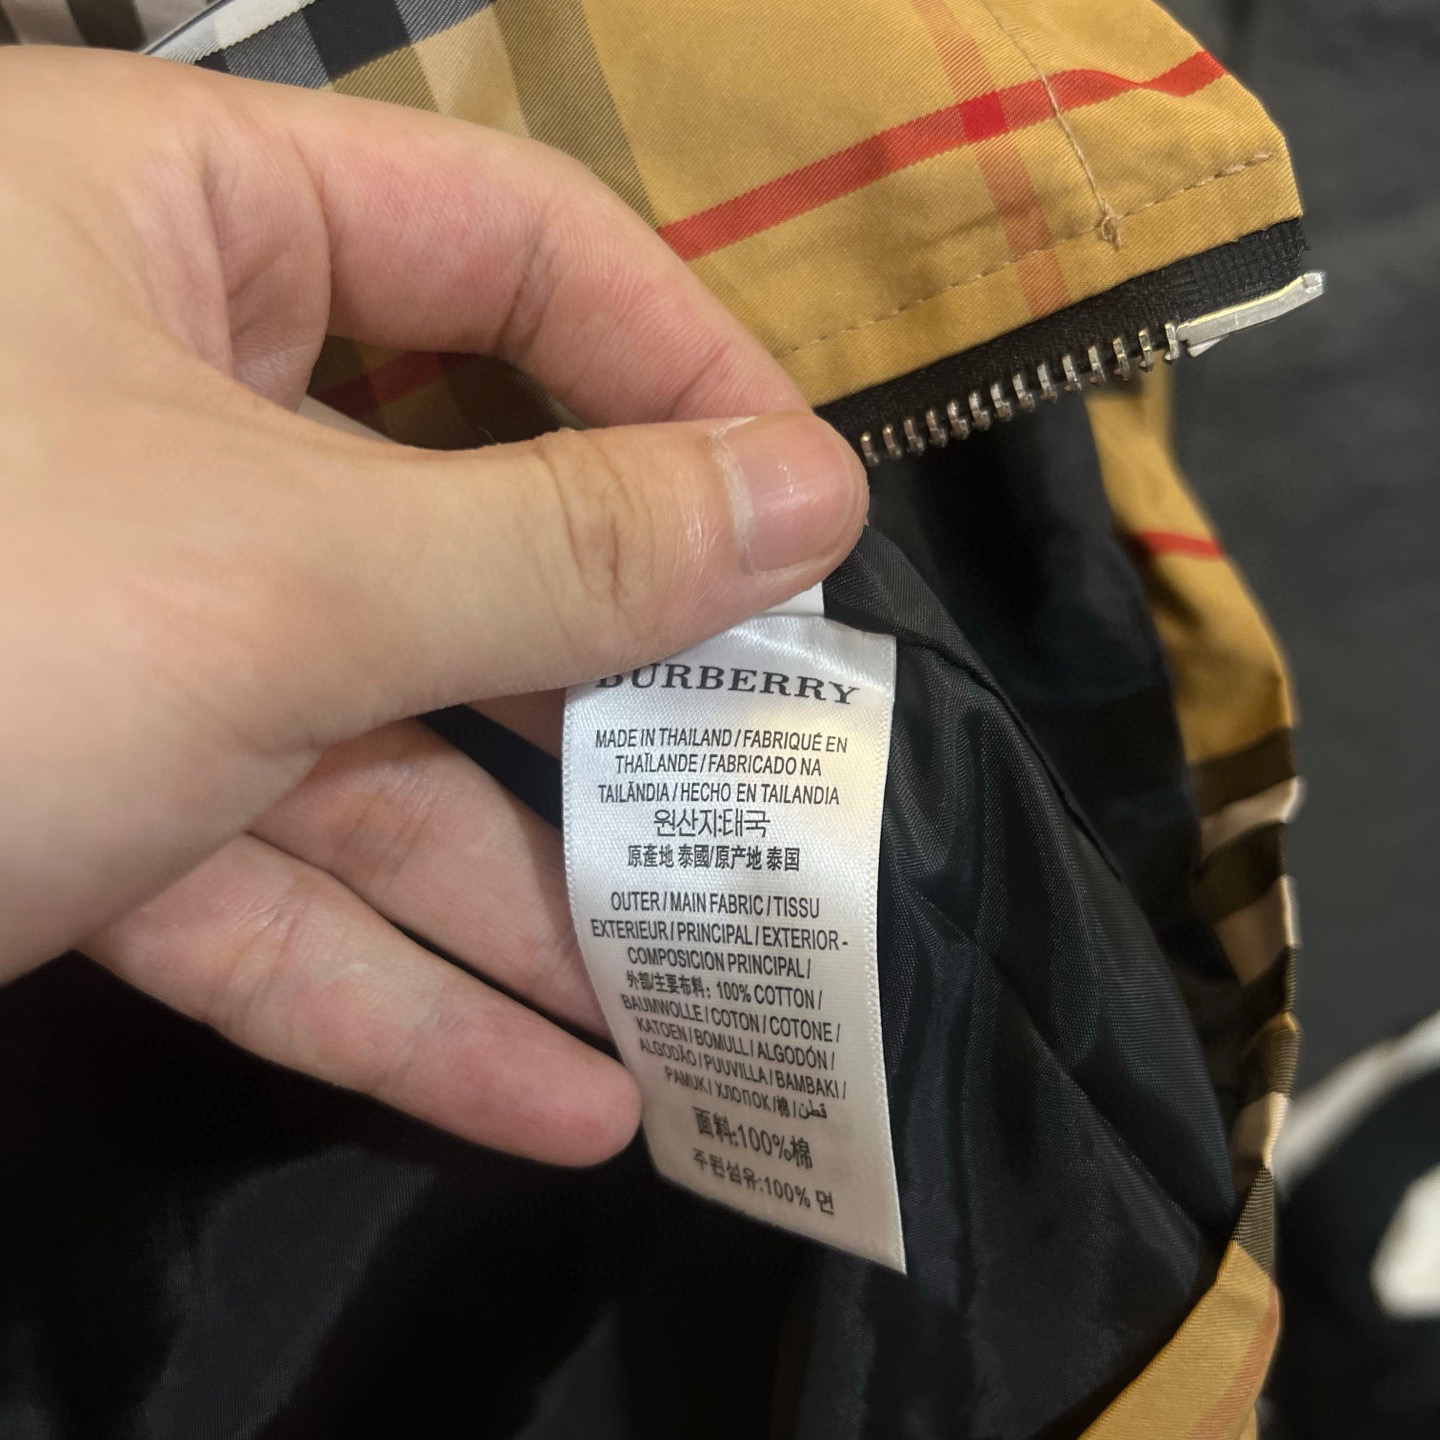 BURBERRY
MADE IN THAILAND / FABRIQUÉ EN
THAÏLANDE / FABRICADO NA
TAILÂNDIA / HECHO EN TAILANDIA
원산지:태국
原產地 泰國/原产地 泰国
OUTER / MAIN FABRIC / TISSU
EXTERIEUR / PRINCIPAL / EXTERIOR -
COMPOSICION PRINCIPAL /
外部/主要布料: 100% COTTON /
BAUMWOLLE / COTON / COTONE /
KATOEN / BOMULL / ALGODÓN /
ALGODÃO / PUUVILLA / BAMBAKI /
PAMUK / ХЛОПОК /棉/ قطن
面料:100%棉
주된섬유:100% 면